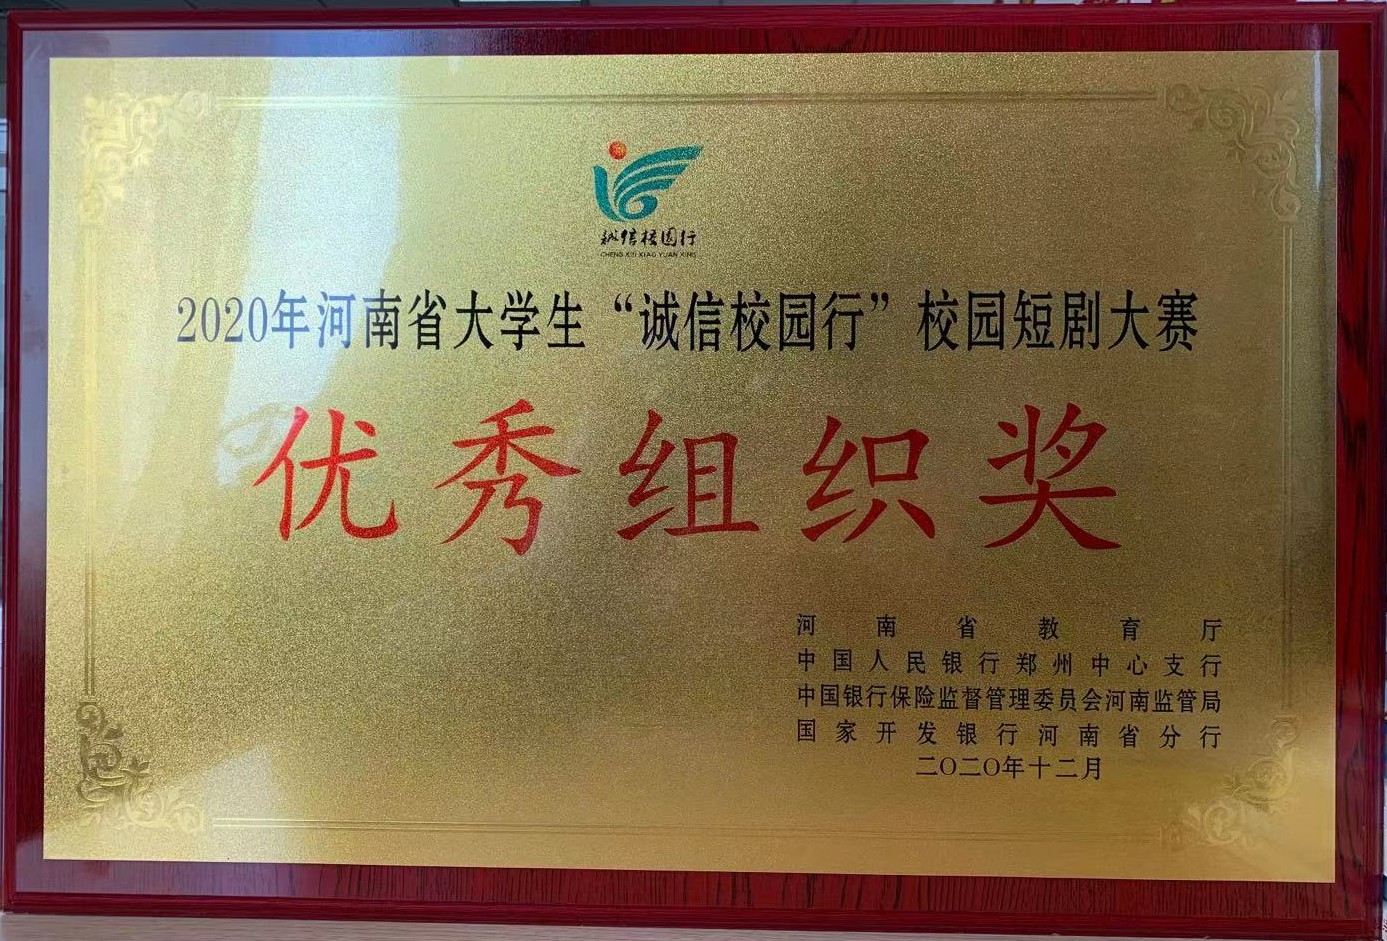 诚信校园行
CHENG XIN XIAO YUAN XING
2020年河南省大学生“诚信校园行”校园短剧大赛
优秀组织奖
河南省教育厅
中国人民银行郑州中心支行
中国银行保险监督管理委员会河南监管局
国家开发银行河南省分行
二〇二〇年十二月